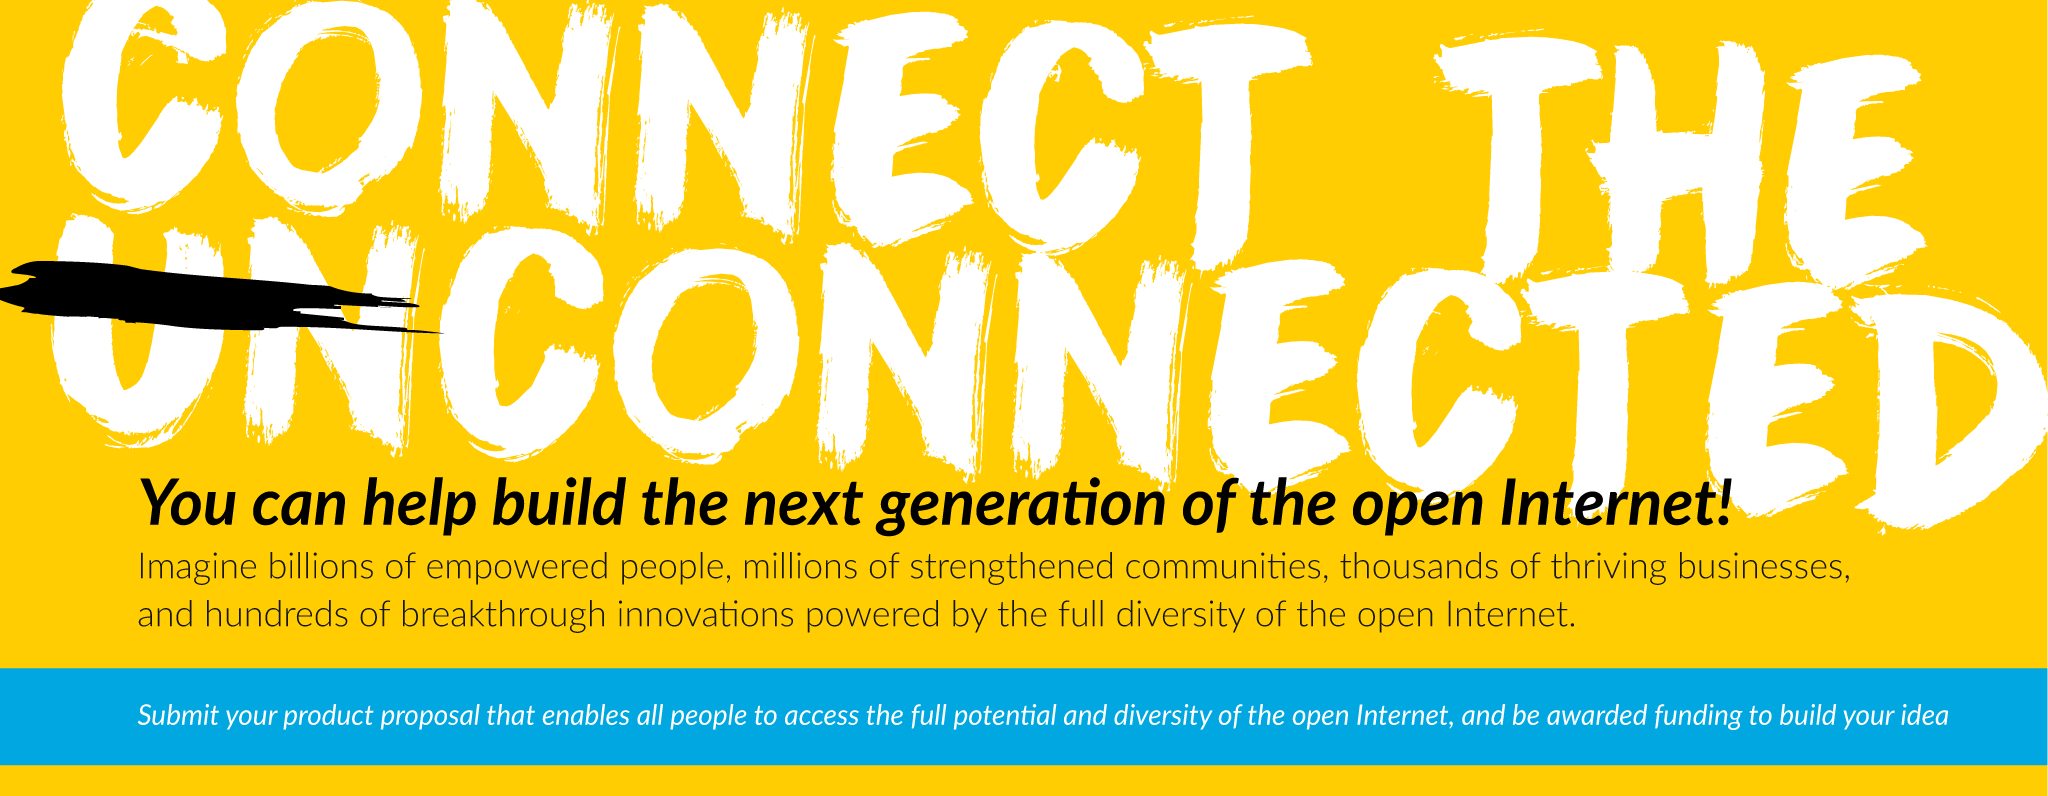 CONNECT THE
UNCONNECTED
You can help build the next generation of the open Internet!
Imagine billions of empowered people, millions of strengthened communities, thousands of thriving businesses,
and hundreds of breakthrough innovations powered by the full diversity of the open Internet.
Submit your product proposal that enables all people to access the full potential and diversity of the open Internet, and be awarded funding to build your idea